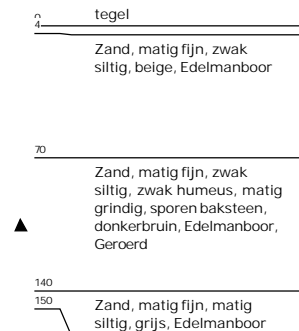 0
tegel
4
Zand, matig fijn, zwak
siltig, beige, Edelmanboor
70
Zand, matig fijn, zwak
siltig, zwak humeus, matig
grindig, sporen baksteen,
donkerbruin, Edelmanboor,
Geroerd
140
150
Zand, matig fijn, matig
siltig, grijs, Edelmanboor